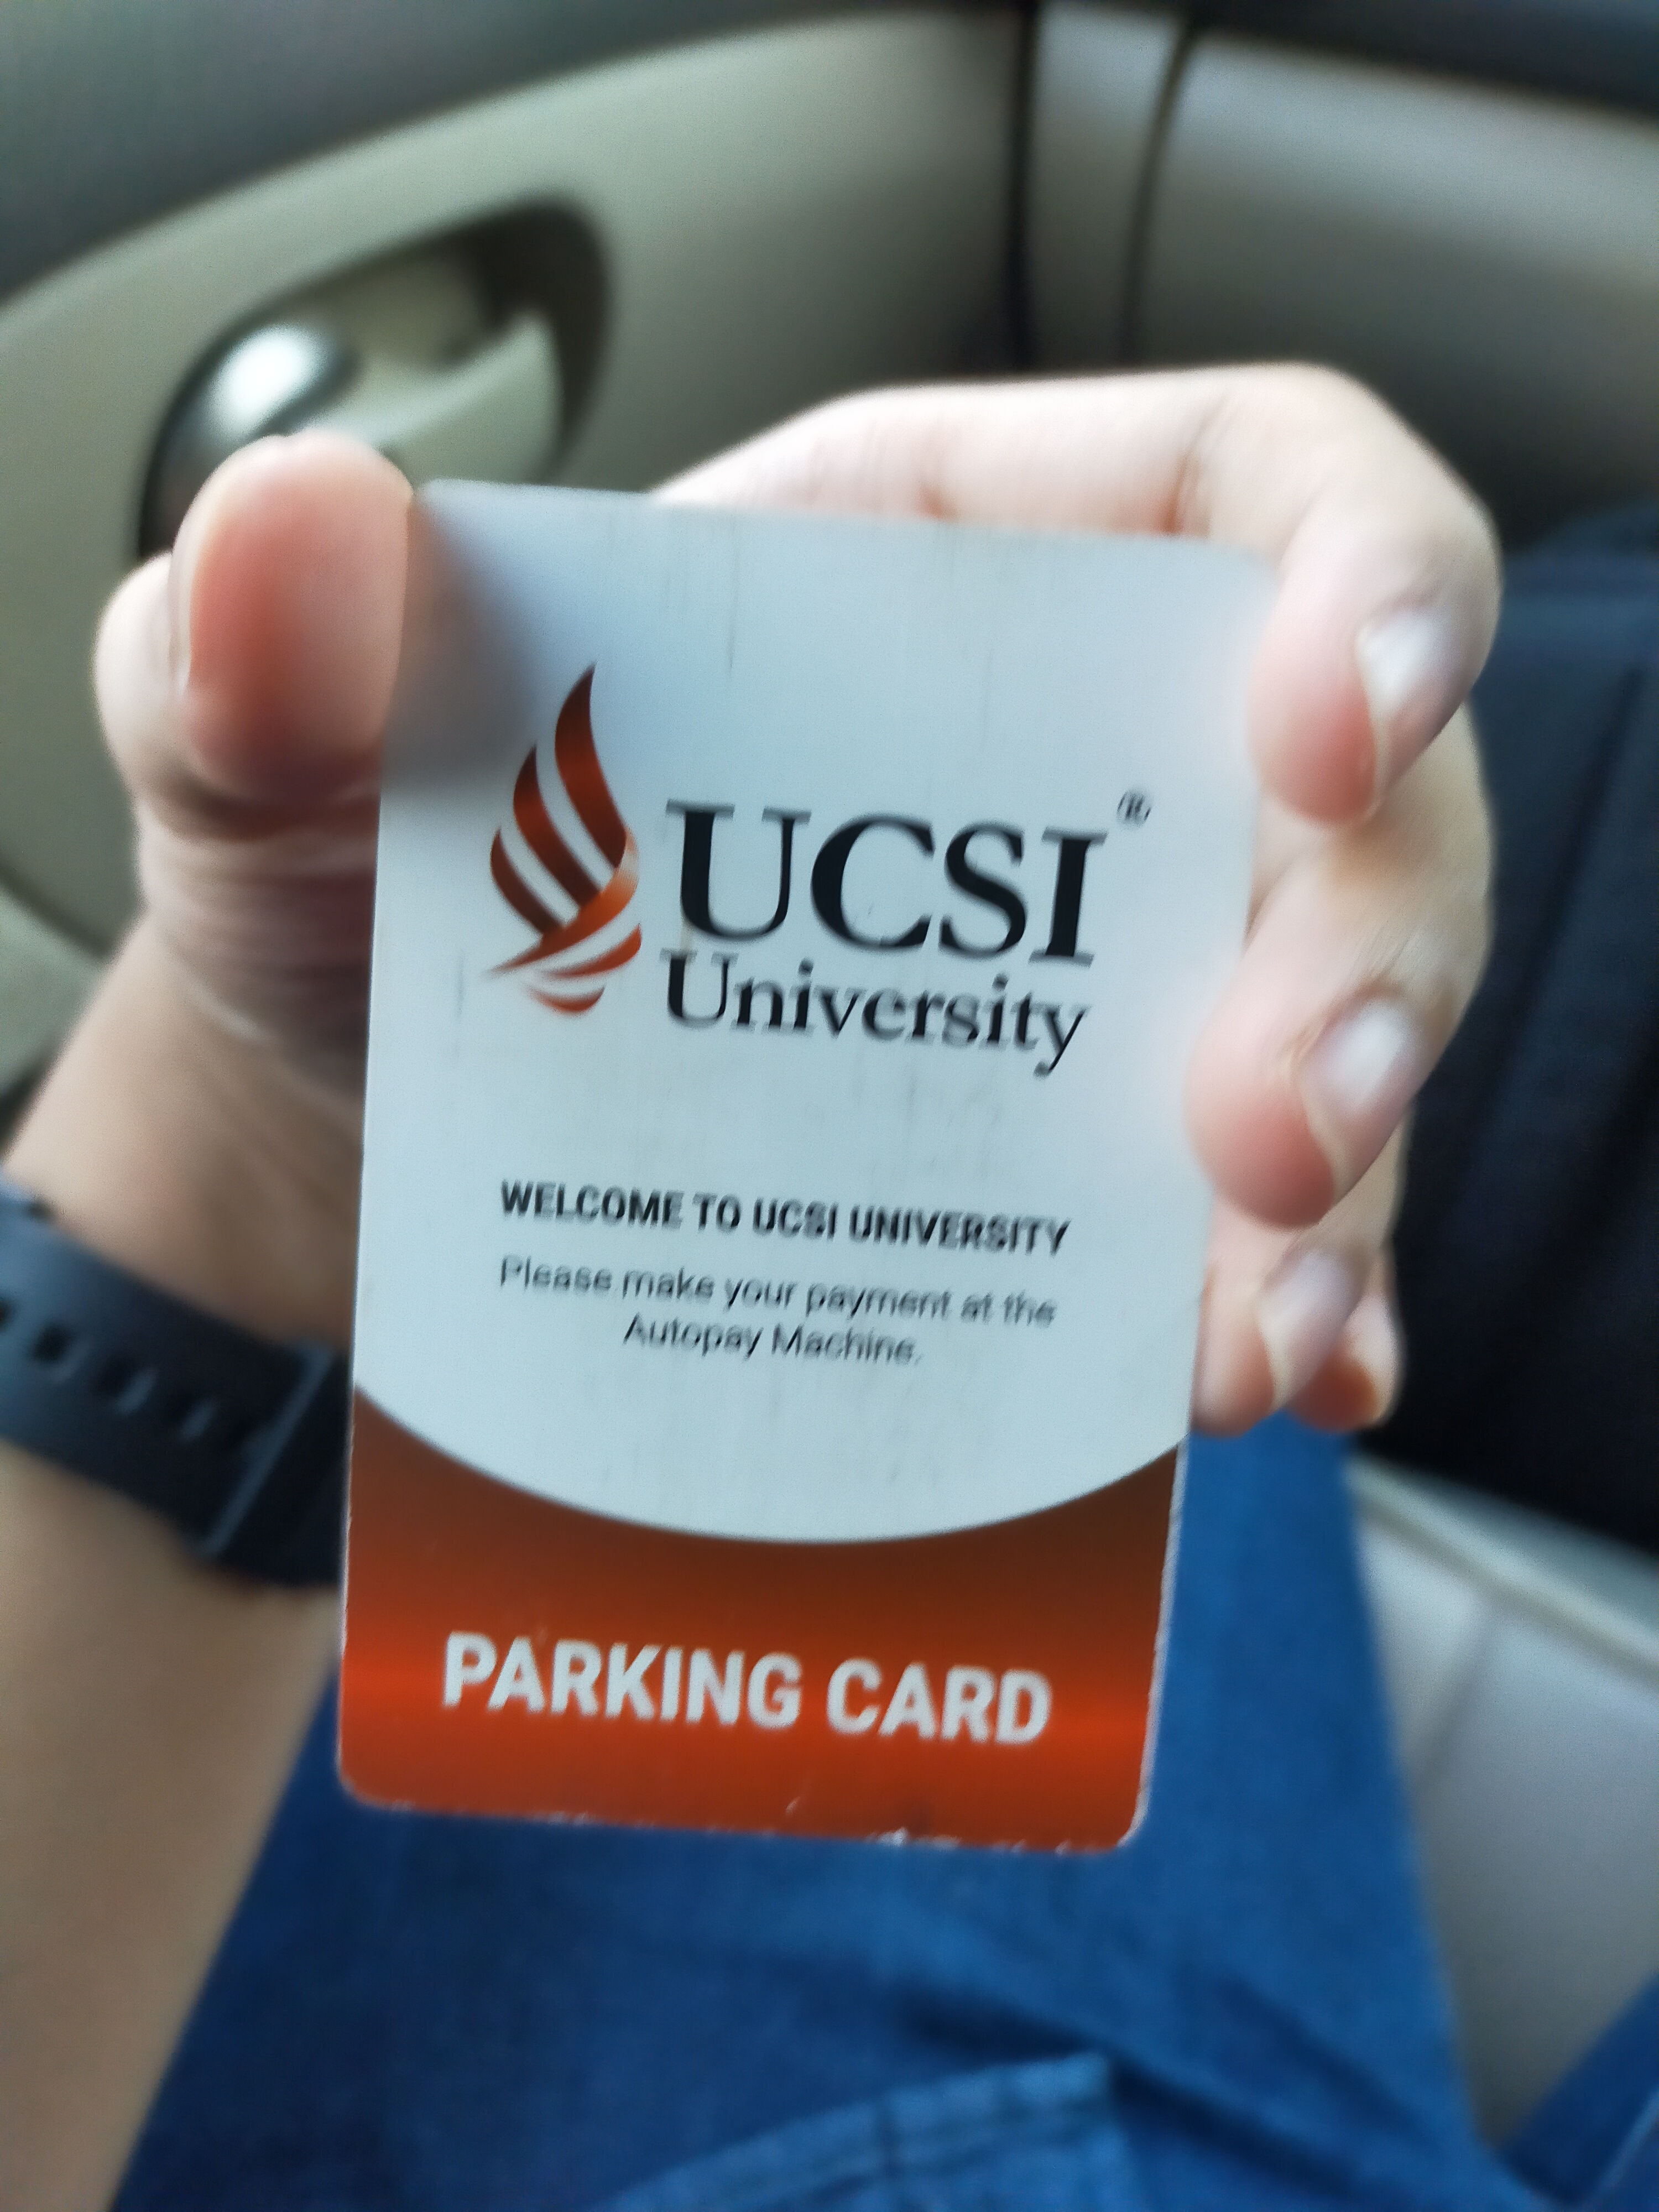 UCSI®
University
WELCOME TO UCSI UNIVERSITY
Please make your payment at the
Autopay Machine.
PARKING CARD